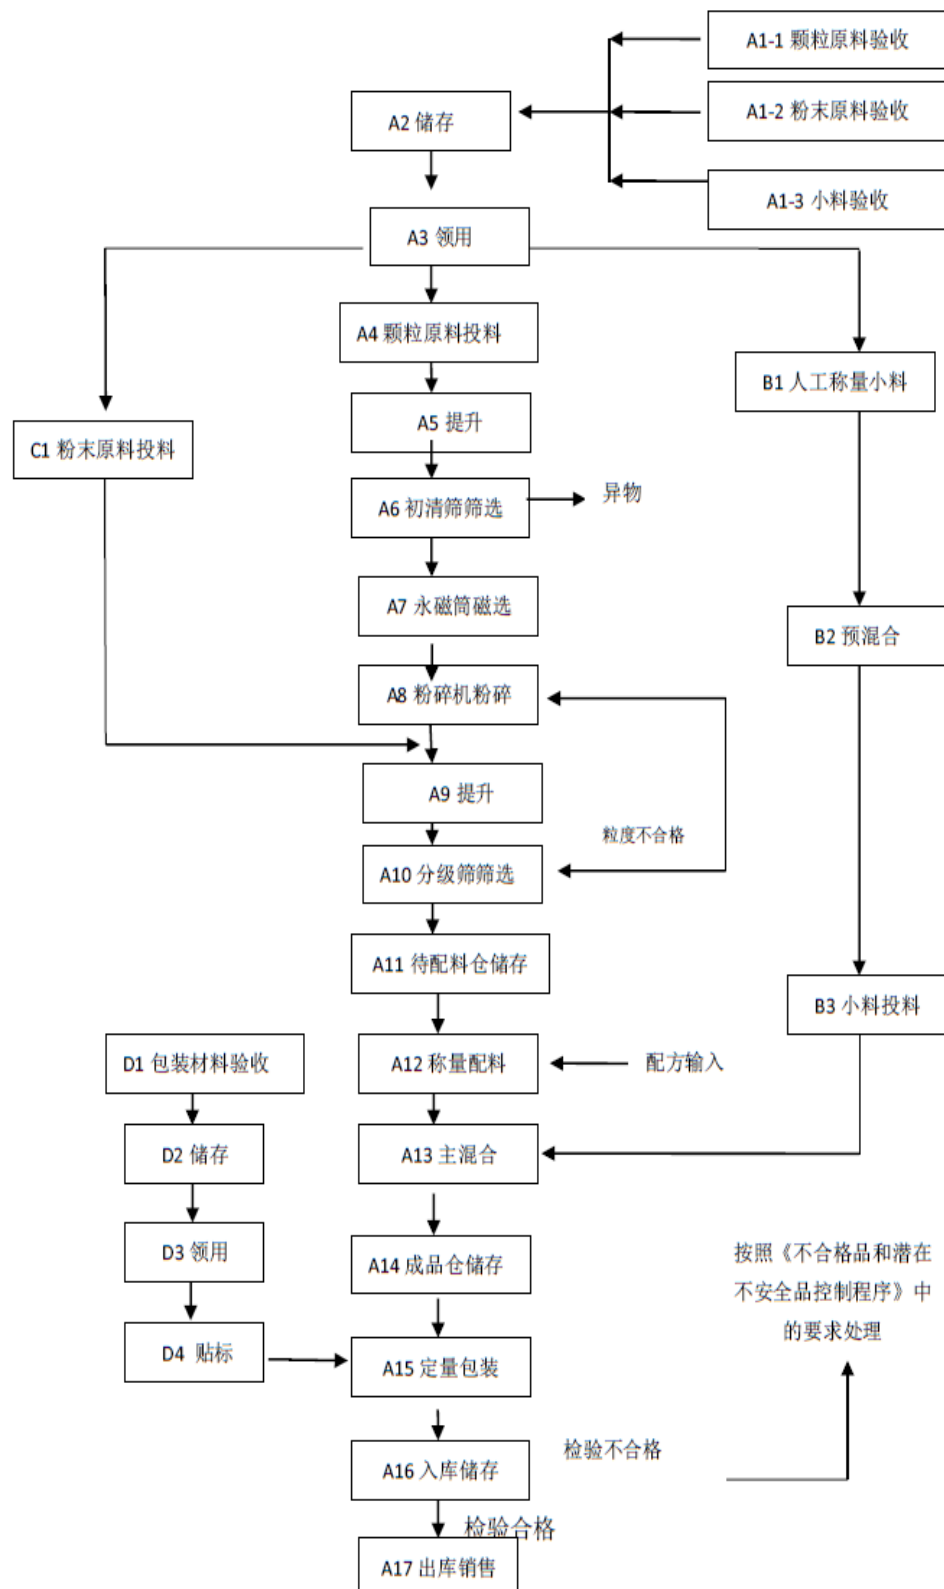 A1-1 颗粒原料验收
A2 储存
A1-2 粉末原料验收
A1-3 小料验收
A3 领用
A4 颗粒原料投料
B1 人工称量小料
A5 提升
C1 粉末原料投料
A6 初清筛筛选
异物
A7 永磁筒磁选
B2 预混合
A8 粉碎机粉碎
A9 提升
粒度不合格
A10 分级筛筛选
A11 待配料仓储存
B3 小料投料
D1 包装材料验收
A12 称量配料
配方输入
D2 储存
A13 主混合
D3 领用
A14 成品仓储存
按照《不合格品和潜在
不安全品控制程序》中
的要求处理
D4 贴标
A15 定量包装
检验不合格
A16 入库储存
检验合格
A17 出库销售